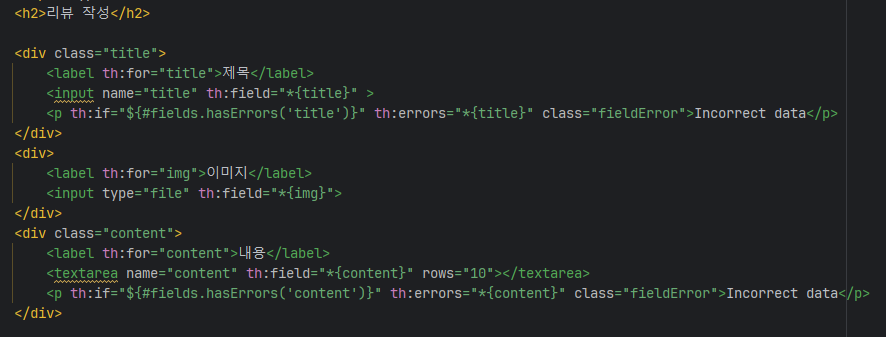 <h2>리뷰 작성</h2>
<div class="title">
<label th:for="title">제목</label>
<input name="title" th:field="*{title}" >
<p th:if="${#fields.hasErrors('title')}" th:errors="*{title}" class="fieldError">Incorrect data</p>
</div>
<div>
<label th:for="img">이미지</label>
<input type="file" th:field="*{img}">
</div>
<div class="content">
<label th:for="content">내용</label>
<textarea name="content" th:field="*{content}" rows="10"></textarea>
<p th:if="${#fields.hasErrors('content')}" th:errors="*{content}" class="fieldError">Incorrect data</p>
</div>